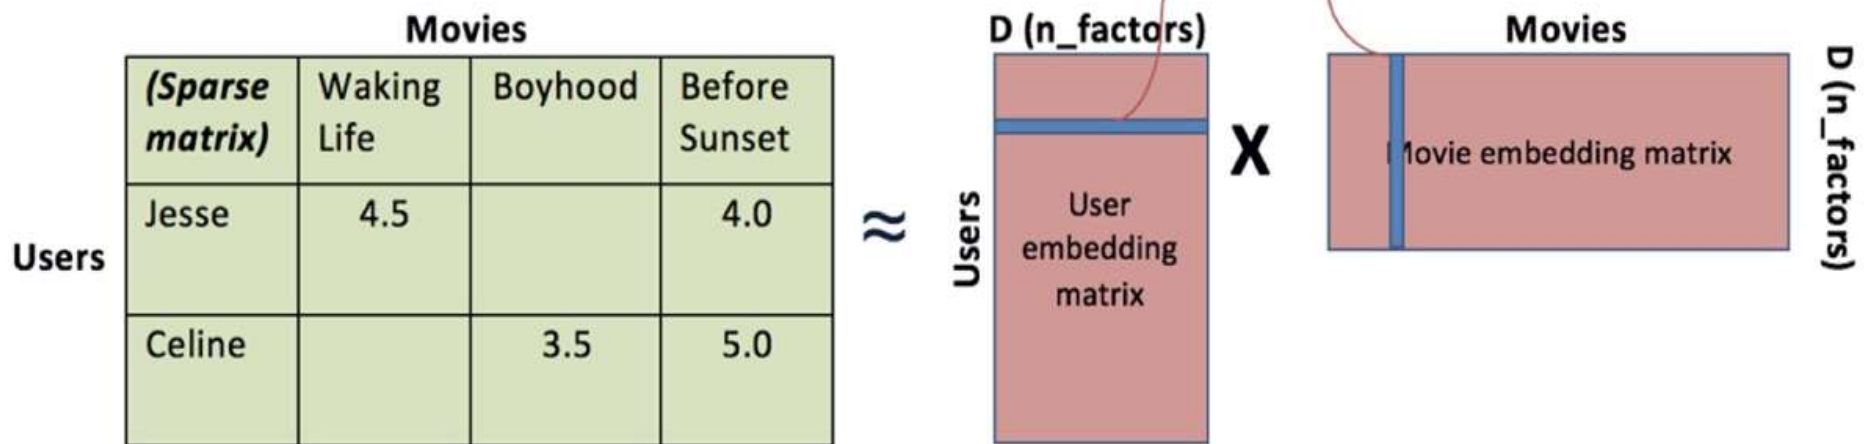 Movies
(Sparse matrix)
Waking Life
Boyhood
Before Sunset
Users
Jesse
4.5
4.0
Celine
3.5
5.0
≈
D (n_factors)
Users
User
embedding
matrix
X
Movies
Movie embedding matrix
D (n_factors)